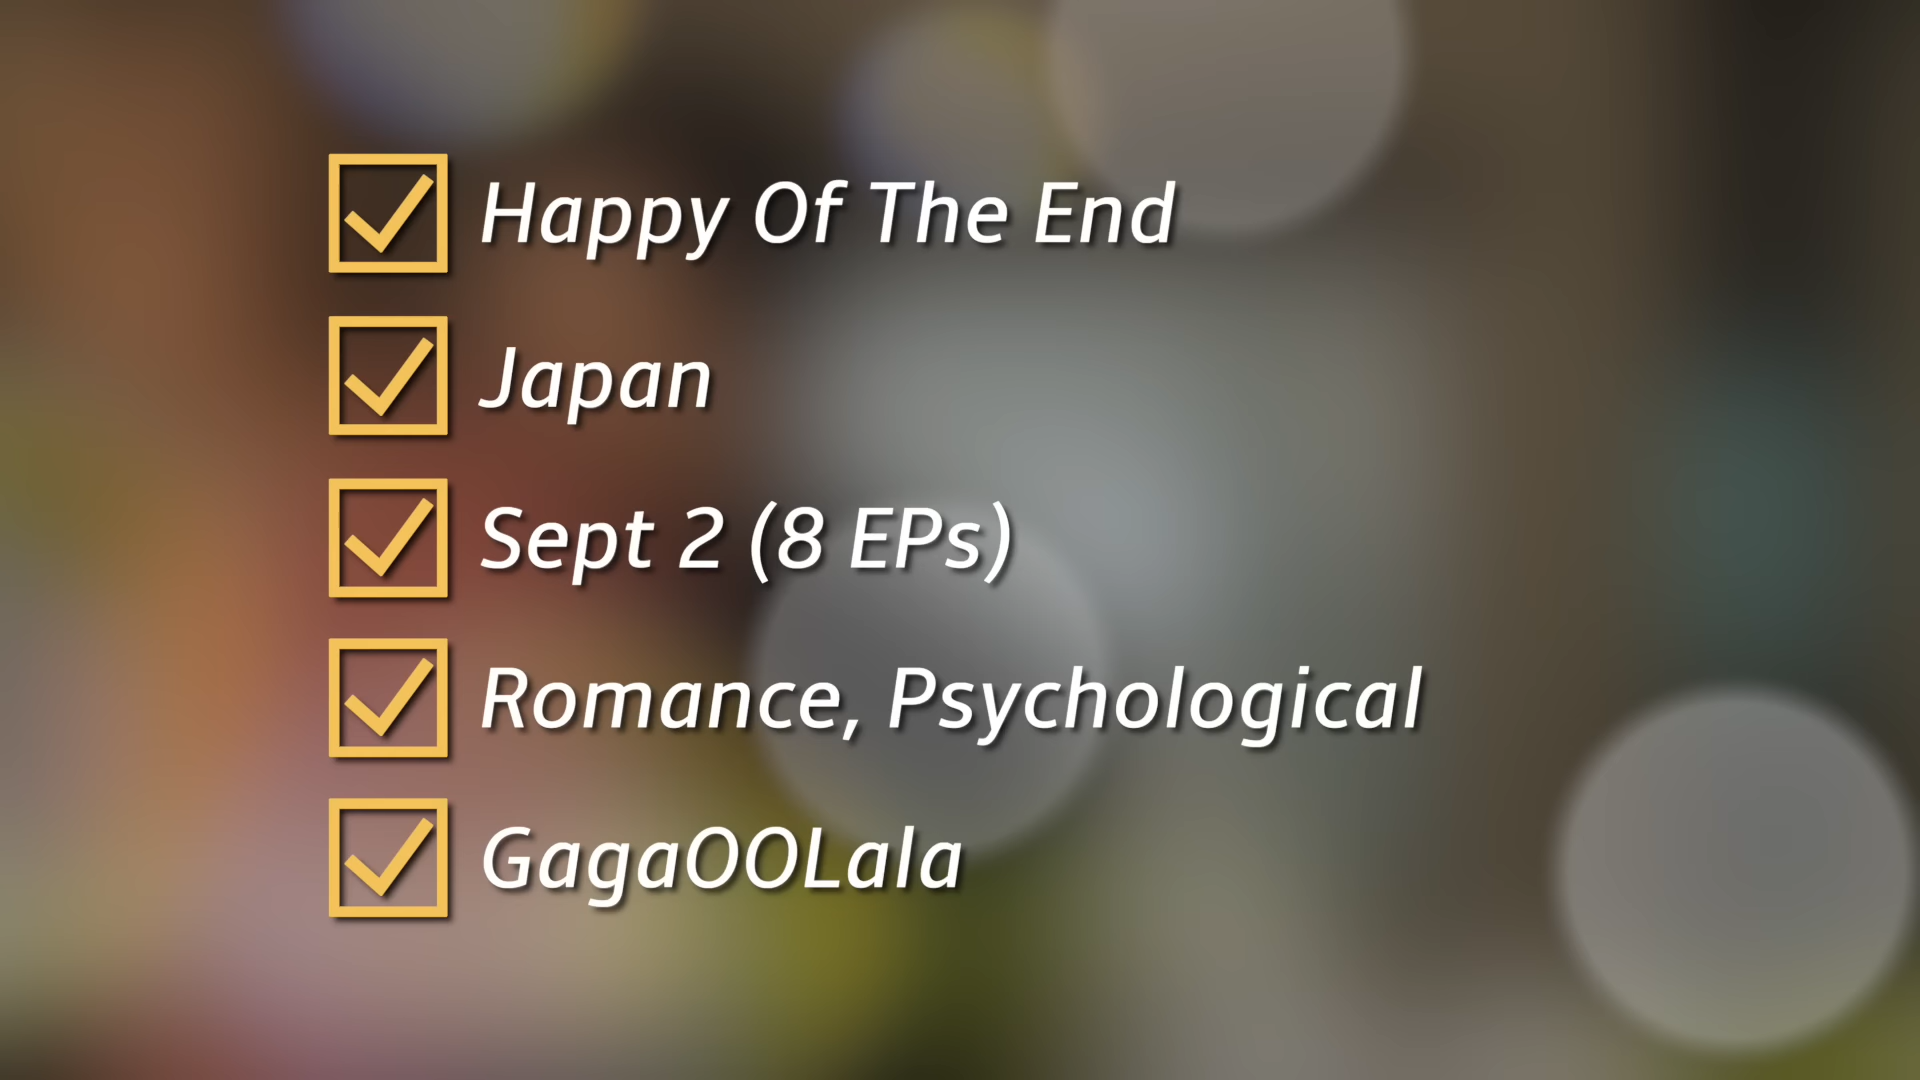 Happy Of The End
Japan
Sept 2 (8 EPs)
Romance, Psychological
GagaOOLala